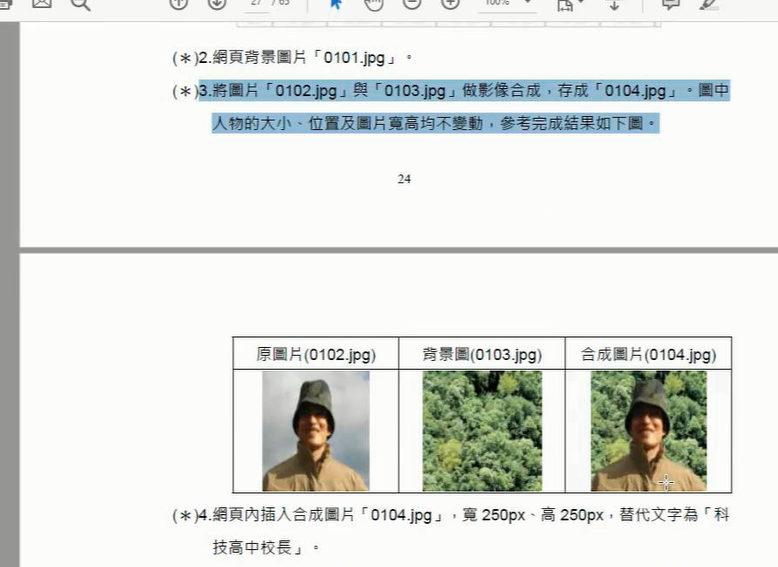 27 / 63
100%
(＊)2.網頁背景圖片「0101.jpg」。
(＊)3.將圖片「0102.jpg」與「0103.jpg」做影像合成，存成「0104.jpg」。圖中
人物的大小、位置及圖片寬高均不變動，參考完成結果如下圖。
24
原圖片(0102.jpg) 背景圖(0103.jpg) 合成圖片(0104.jpg)
(＊)4.網頁內插入合成圖片「0104.jpg」，寬 250px、高 250px，替代文字為「科
技高中校長」。